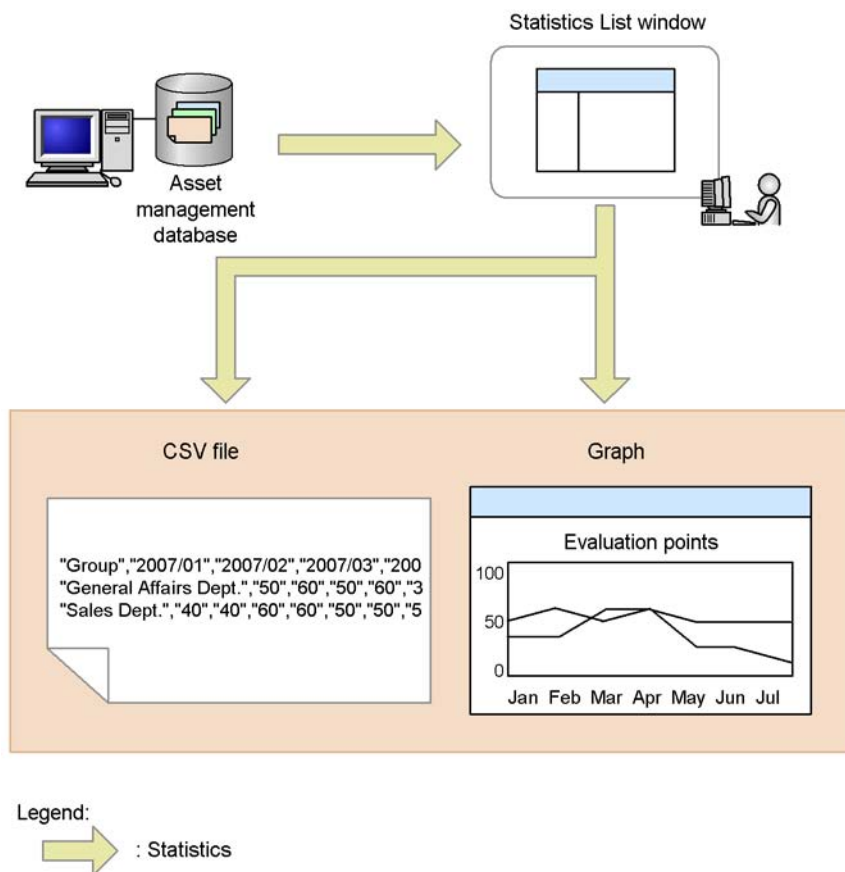 Statistics List window
Asset
management
database
CSV file
"Group","2007/01","2007/02","2007/03","200
"General Affairs Dept.","50","60","50","60","3
"Sales Dept.","40","40","60","60","50","50","5
Graph
Evaluation points
100
50
0
Jan Feb Mar Apr May Jun Jul
Legend:
: Statistics